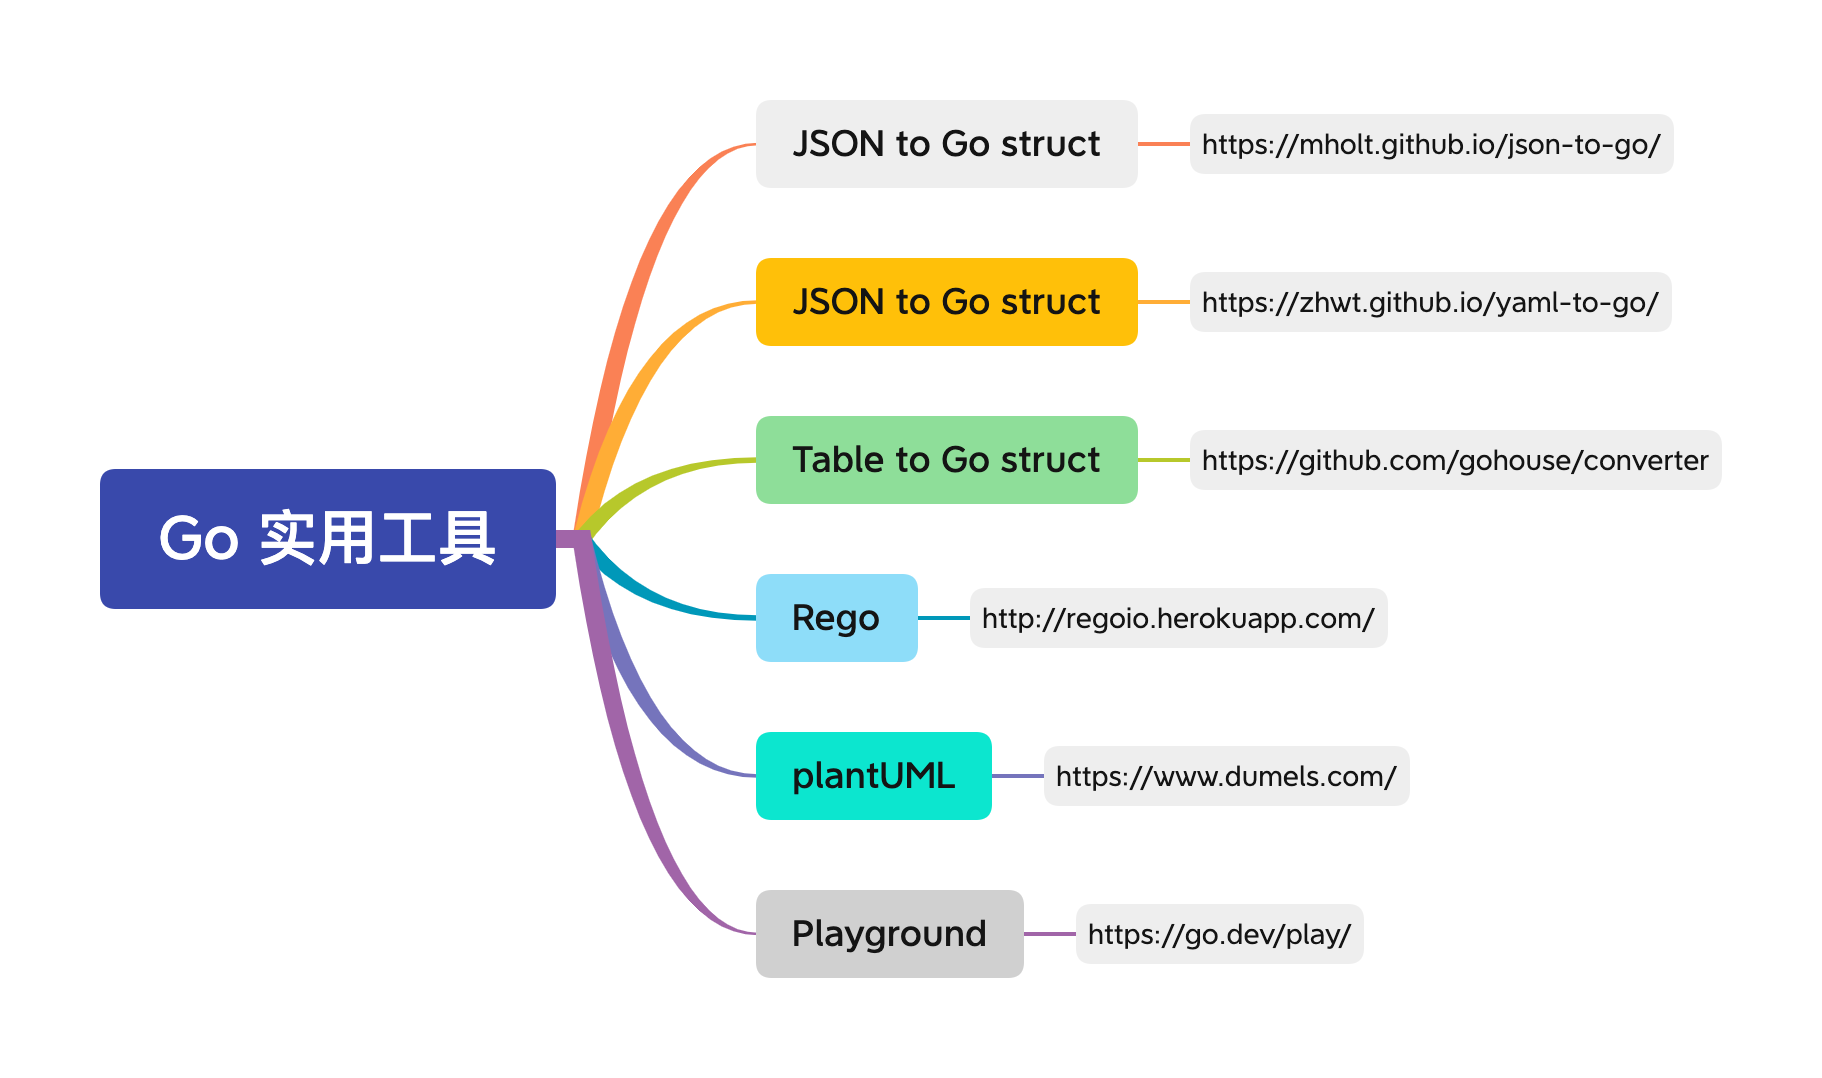 Go 实用工具
JSON to Go struct
https://mholt.github.io/json-to-go/
JSON to Go struct
https://zhwt.github.io/yaml-to-go/
Table to Go struct
https://github.com/gohouse/converter
Rego
http://regoio.herokuapp.com/
plantUML
https://www.dumels.com/
Playground
https://go.dev/play/